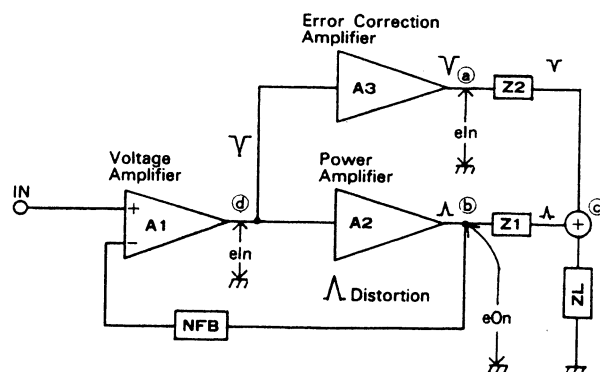 Error Correction
Amplifier
A3
ⓐ
Z2
eIn
Voltage
Amplifier
Power
Amplifier
IN
ⓓ
+
−
A1
eIn
A2
ⓑ
Z1
ⓒ
+
Distortion
ZL
NFB
eOn